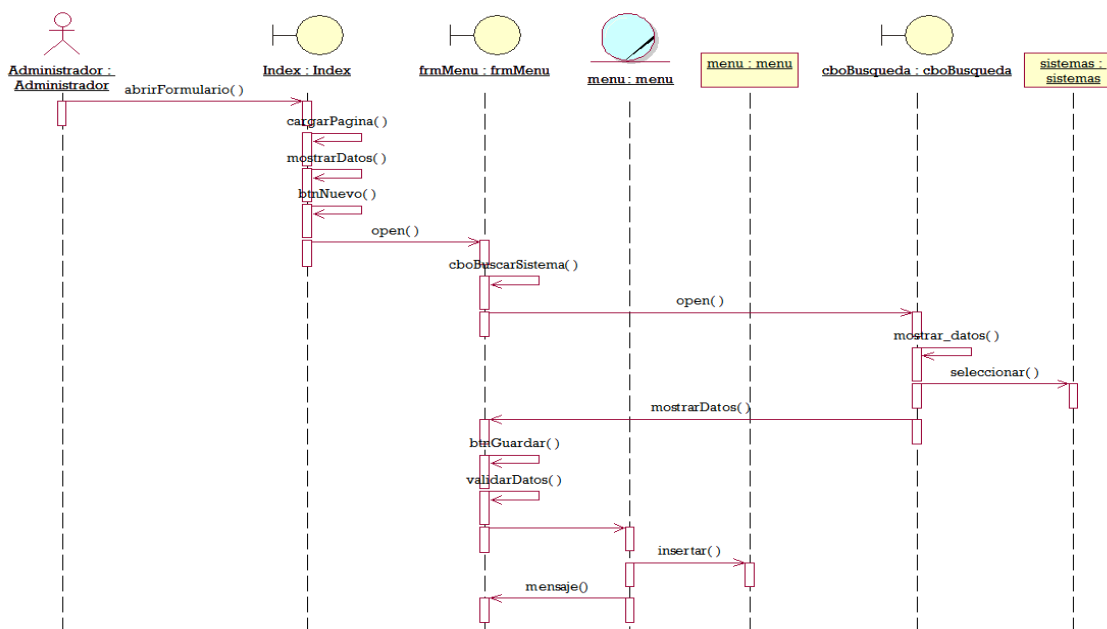 Administrador :
Administrador
Index : Index
frmMenu : frmMenu
menu : menu
menu : menu
cboBusqueda : cboBusqueda
sistemas :
sistemas
abrirFormulario( )
cargarPagina( )
mostrarDatos( )
btnNuevo( )
open( )
cboBuscarSistema( )
open( )
mostrar_datos( )
seleccionar( )
mostrarDatos( )
btnGuardar( )
validarDatos( )
insertar( )
mensaje()